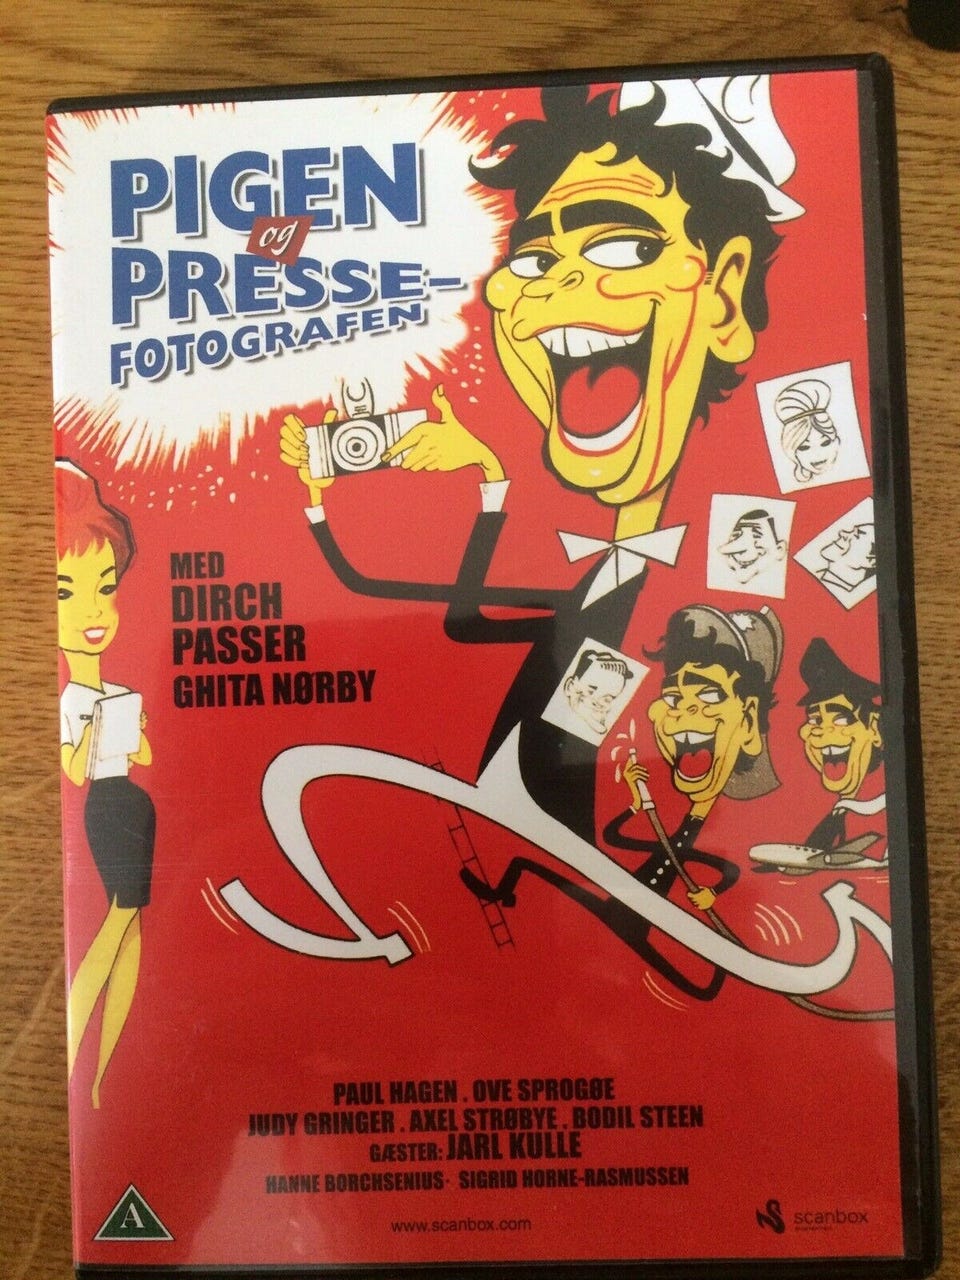 PIGEN
og
PRESSE-
FOTOGRAFEN
MED
DIRCH
PASSER
GHITA NØRBY
PAUL HAGEN . OVE SPROGØE
JUDY GRINGER . AXEL STRØBYE . BODIL STEEN
GÆSTER: JARL KULLE
HANNE BORCHSENIUS · SIGRID HORNE-RASMUSSEN
A
www.scanbox.com
scanbox